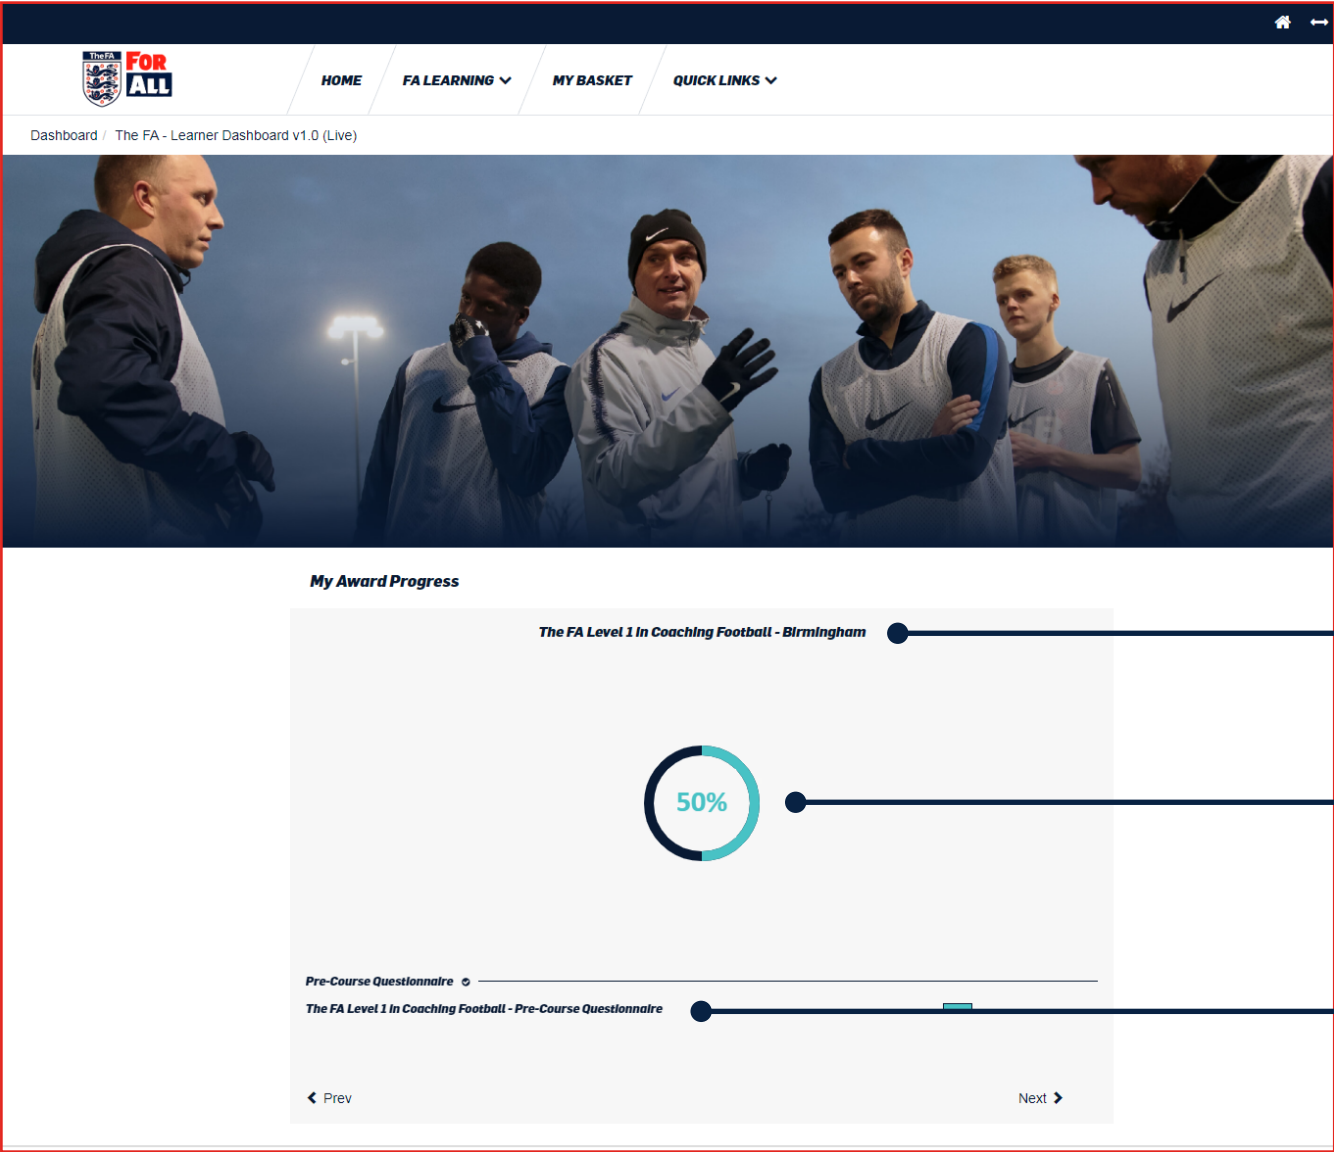 TheFA
FOR
ALL
HOME
FA LEARNING
MY BASKET
QUICK LINKS
Dashboard / The FA - Learner Dashboard v1.0 (Live)
My Award Progress
The FA Level 1 in Coaching Football - Birmingham
50%
Pre-Course Questionnaire
The FA Level 1 in Coaching Football - Pre-Course Questionnaire
Prev
Next